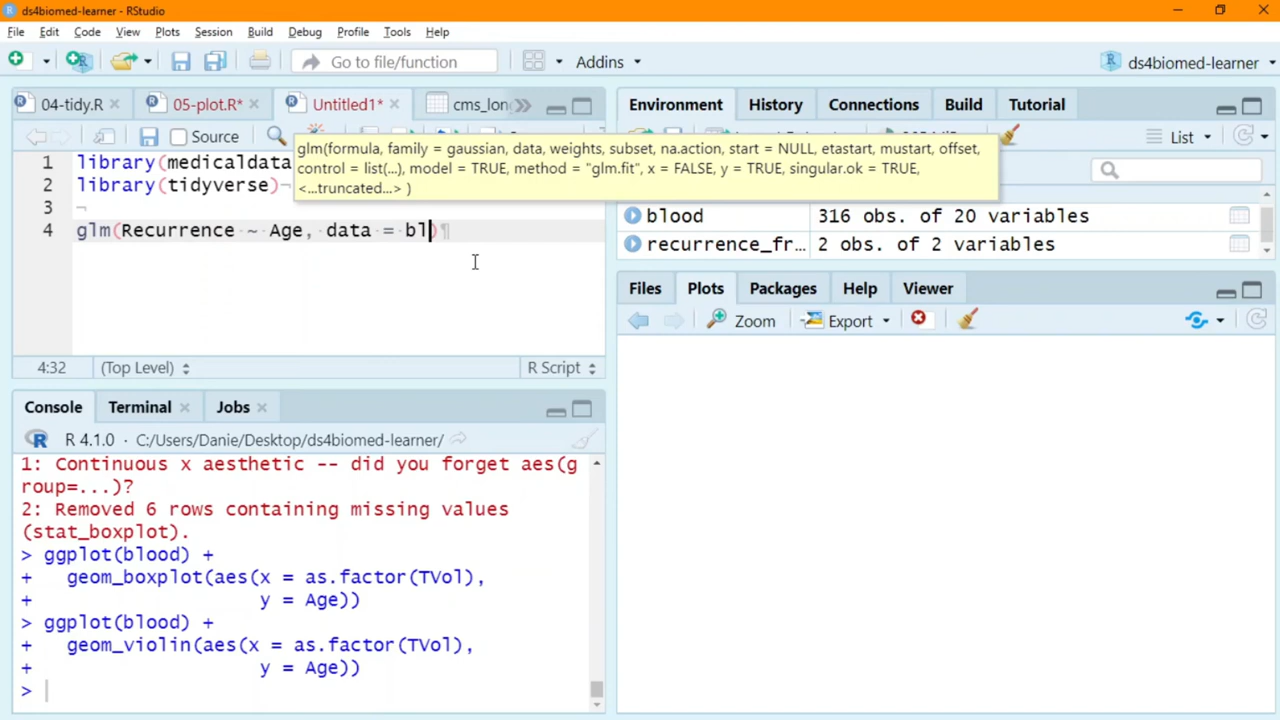 ds4biomed-learner - RStudio
File Edit Code View Plots Session Build Debug Profile Tools Help
Go to file/function Addins ds4biomed-learner
04-tidy.R 05-plot.R* Untitled1* cms_lon
Source
1 library(medicaldata
2 library(tidyverse)¬
3 ¬
4 glm(Recurrence ~ Age, data = bl)¶
glm(formula, family = gaussian, data, weights, subset, na.action, start = NULL, etastart, mustart, offset,
control = list(...), model = TRUE, method = "glm.fit", x = FALSE, y = TRUE, singular.ok = TRUE,
<...truncated...> )
4:32 (Top Level) R Script
Console Terminal Jobs
R 4.1.0 · C:/Users/Danie/Desktop/ds4biomed-learner/
1: Continuous x aesthetic -- did you forget aes(g
roup=...)?
2: Removed 6 rows containing missing values
(stat_boxplot).
> ggplot(blood) +
+ geom_boxplot(aes(x = as.factor(TVol),
+ y = Age))
> ggplot(blood) +
+ geom_violin(aes(x = as.factor(TVol),
+ y = Age))
>
Environment History Connections Build Tutorial
List
blood 316 obs. of 20 variables
recurrence_fr... 2 obs. of 2 variables
Files Plots Packages Help Viewer
Zoom Export